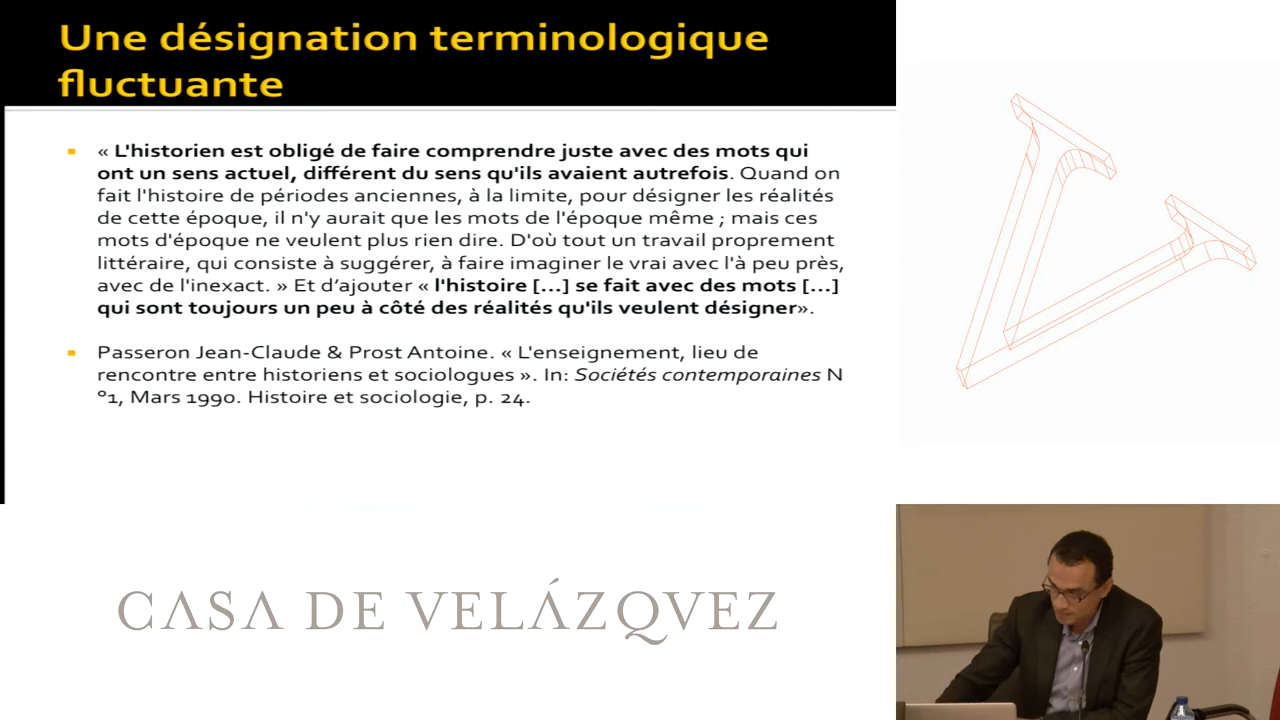 Une désignation terminologique
fluctuante
« L'historien est obligé de faire comprendre juste avec des mots qui
ont un sens actuel, différent du sens qu'ils avaient autrefois. Quand on
fait l'histoire de périodes anciennes, à la limite, pour désigner les réalités
de cette époque, il n'y aurait que les mots de l'époque même ; mais ces
mots d'époque ne veulent plus rien dire. D'où tout un travail proprement
littéraire, qui consiste à suggérer, à faire imaginer le vrai avec l'à peu près,
avec de l'inexact. » Et d’ajouter « l'histoire [...] se fait avec des mots [...]
qui sont toujours un peu à côté des réalités qu'ils veulent désigner».
Passeron Jean-Claude & Prost Antoine. « L'enseignement, lieu de
rencontre entre historiens et sociologues ». In: Sociétés contemporaines N
°1, Mars 1990. Histoire et sociologie, p. 24.
CASA DE VELÁZQVEZ